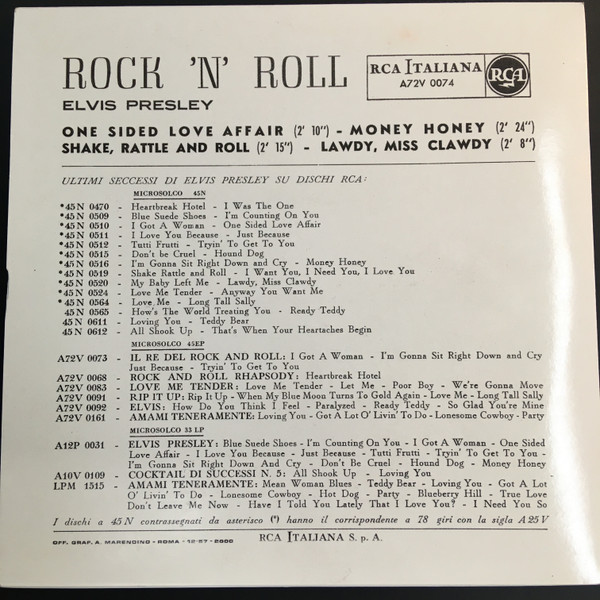 ROCK 'N' ROLL
RCA ITALIANA
A72V 0074
RCA
ELVIS PRESLEY
ONE SIDED LOVE AFFAIR (2' 10") - MONEY HONEY (2' 24")
SHAKE, RATTLE AND ROLL (2' 15") - LAWDY, MISS CLAWDY (2' 8")
ULTIMI SECCESSI DI ELVIS PRESLEY SU DISCHI RCA:
MICROSOLCO 45N
*45 N 0470 - Heartbreak Hotel - I Was The One
*45 N 0509 - Blue Suede Shoes - I'm Counting On You
*45 N 0510 - I Got A Woman - One Sided Love Affair
*45 N 0511 - I Love You Because - Just Because
*45 N 0512 - Tutti Frutti - Tryin' To Get To You
*45 N 0515 - Don't be Cruel - Hound Dog
*45 N 0516 - I'm Gonna Sit Right Down and Cry - Money Honey
*45 N 0519 - Shake Rattle and Roll - I Want You, I Need You, I Love You
*45 N 0520 - My Baby Left Me - Lawdy, Miss Clawdy
*45 N 0524 - Love Me Tender - Anyway You Want Me
*45 N 0564 - Love Me - Long Tall Sally
45 N 0565 - How's The World Treating You - Ready Teddy
45 N 0611 - Loving You - Teddy Bear
45 N 0612 - All Shook Up - That's When Your Heartaches Begin
MICROSOLCO 45EP
A72V 0073 - IL RE DEL ROCK AND ROLL: I Got A Woman - I'm Gonna Sit Right Down and Cry
Just Because - Tryin' To Get To You
A72V 0068 - ROCK AND ROLL RHAPSODY: Heartbreak Hotel
A72V 0083 - LOVE ME TENDER: Love Me Tender - Let Me - Poor Boy - We're Gonna Move
A72V 0091 - RIP IT UP: Rip It Up - When My Blue Moon Turns To Gold Again - Love Me - Long Tall Sally
A72V 0092 - ELVIS: How Do You Think I Feel - Paralyzed - Ready Teddy - So Glad You're Mine
A72V 0161 - AMAMI TENERAMENTE: Loving You - Got A Lot O' Livin' To Do - Lonesome Cowboy - Party
MICROSOLCO 33 LP
A12P 0031 - ELVIS PRESLEY: Blue Suede Shoes - I'm Counting On You - I Got A Woman - One Sided
Love Affair - I Love You Because - Just Because - Tutti Frutti - Tryin' To Get To You -
I'm Gonna Sit Right Down And Cry - Don't Be Cruel - Hound Dog - Money Honey
A10V 0109 - COCKTAIL DI SUCCESSI N. 5: All Shook Up - Loving You
LPM 1515 - AMAMI TENERAMENTE: Mean Woman Blues - Teddy Bear - Loving You - Got A Lot
O' Livin' To Do - Lonesome Cowboy - Hot Dog - Party - Blueberry Hill - True Love
Don't Leave Me Now - Have I Told You Lately That I Love You? - I Need You So
I dischi a 45 N contrassegnati da asterisco (*) hanno il corrispondente a 78 giri con la sigla A 25 V
OFF. GRAF. A. MARENCINO - ROMA - 12-57 - 2000
RCA ITALIANA S. p. A.